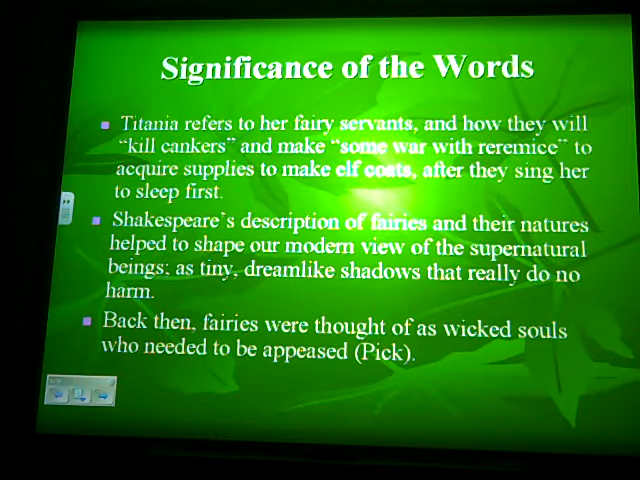 Significance of the Words
Titania refers to her fairy servants, and how they will
"kill cankers" and make "some war with reremice" to
acquire supplies to make elf coats, after they sing her
to sleep first.
Shakespeare's description of fairies and their natures
helped to shape our modern view of the supernatural
beings; as tiny, dreamlike shadows that really do no
harm.
Back then, fairies were thought of as wicked souls
who needed to be appeased (Pick).